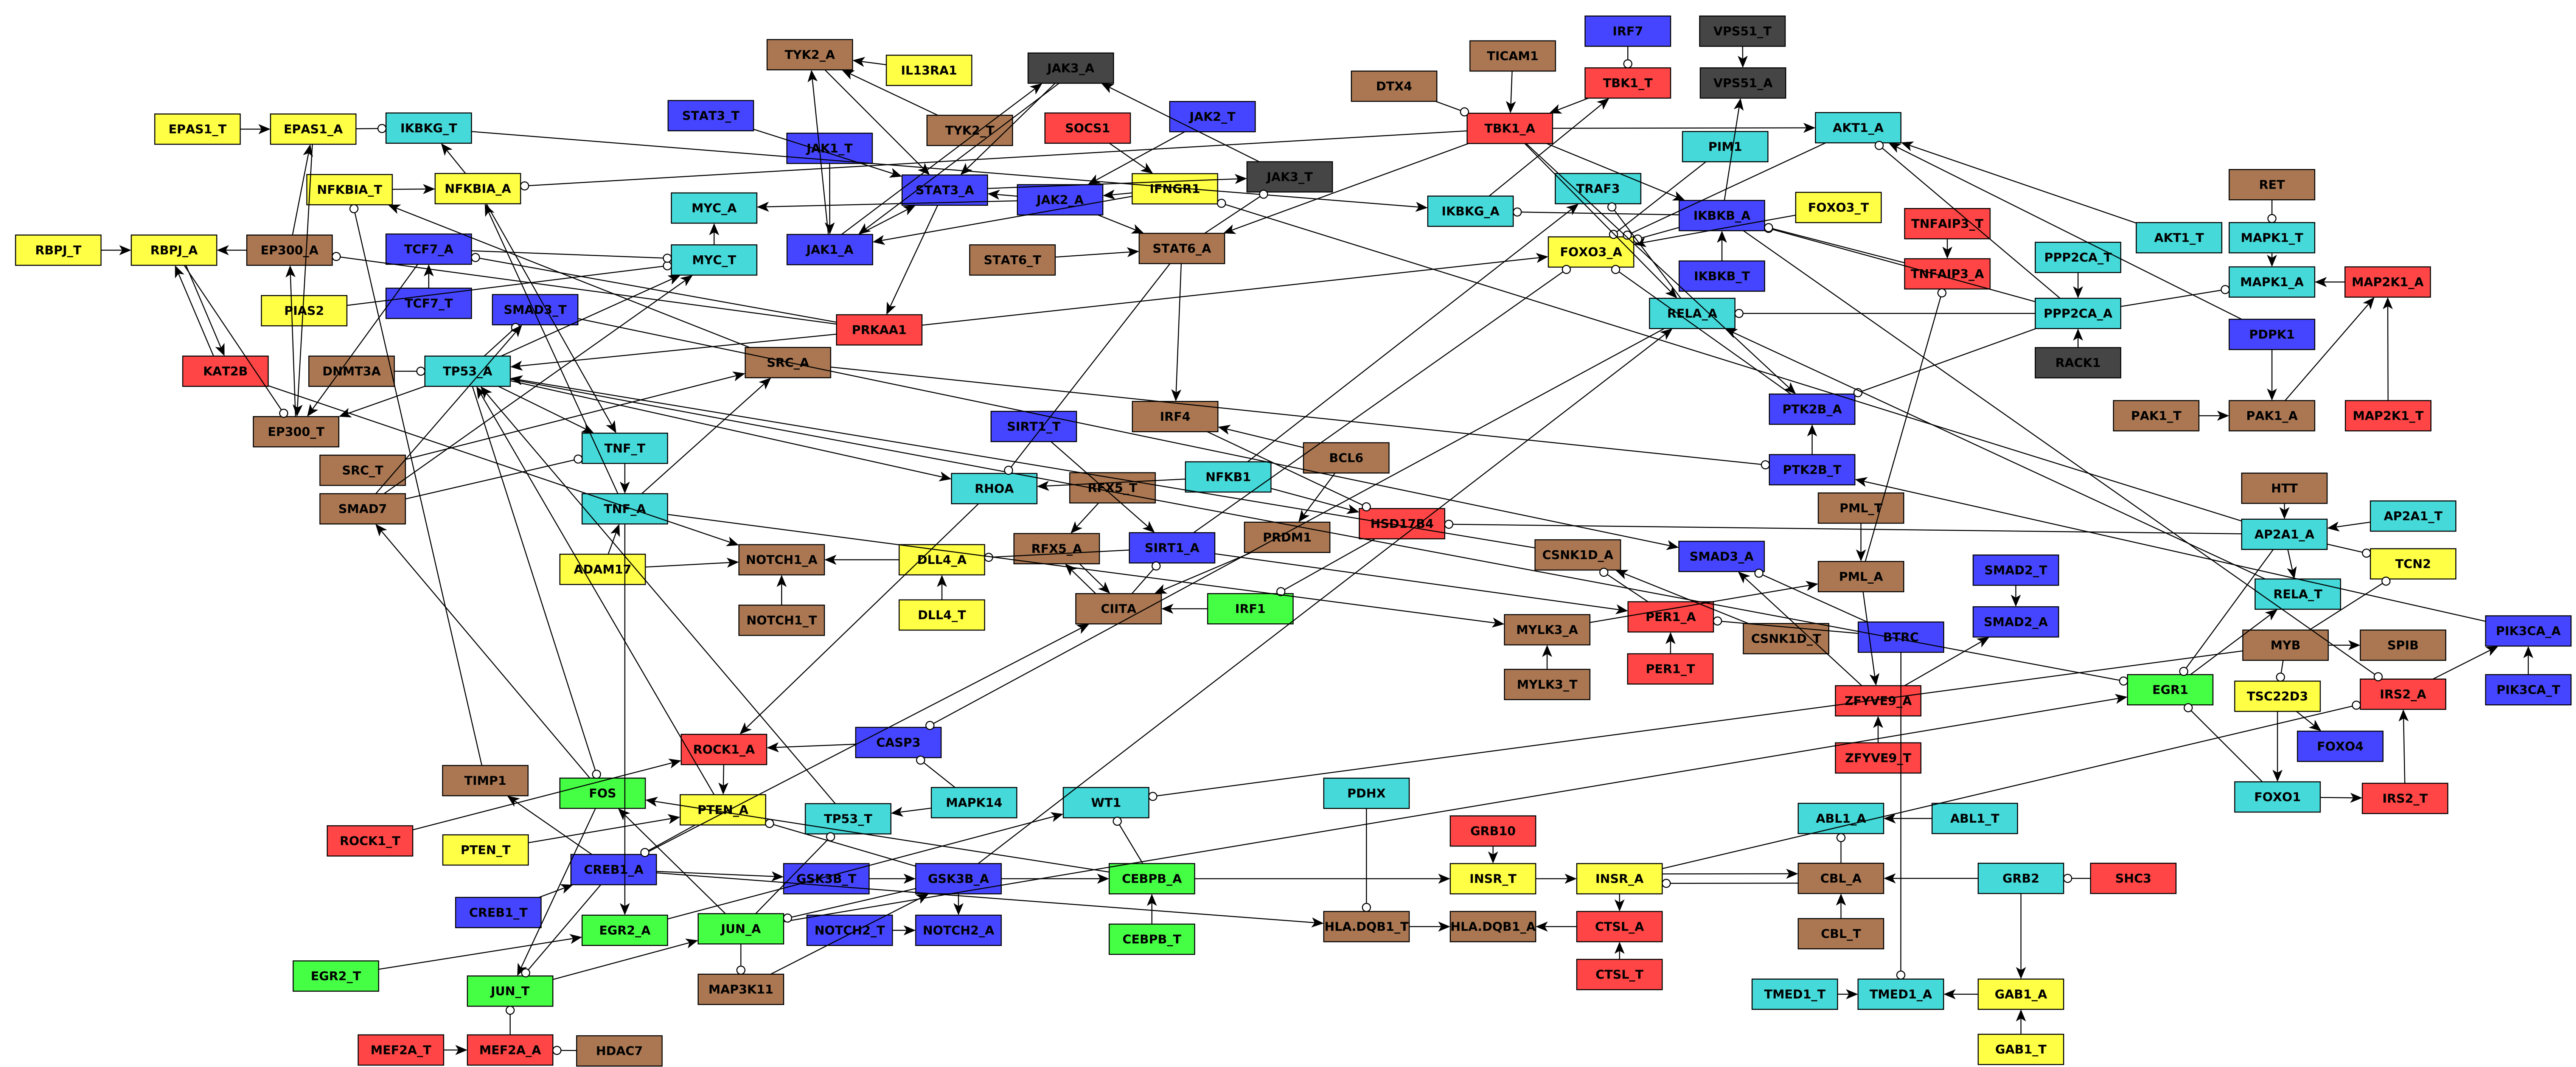 IRF7
VPS51_T
TYK2_A
TICAM1
IL13RA1
JAK3_A
DTX4
TBK1_T
VPS51_A
STAT3_T
JAK2_T
EPAS1_T
EPAS1_A
IKBKG_T
TYK2_T
SOCS1
TBK1_A
AKT1_A
JAK1_T
PIM1
NFKBIA_T
NFKBIA_A
STAT3_A
JAK2_A
IFNGR1
JAK3_T
TRAF3
RET
MYC_A
IKBKG_A
IKBKB_A
FOXO3_T
TNFAIP3_T
AKT1_T
MAPK1_T
RBPJ_T
RBPJ_A
EP300_A
TCF7_A
MYC_T
JAK1_A
STAT6_T
STAT6_A
FOXO3_A
IKBKB_T
TNFAIP3_A
PPP2CA_T
MAPK1_A
MAP2K1_A
PIAS2
TCF7_T
SMAD3_T
PRKAA1
RELA_A
PPP2CA_A
PDPK1
KAT2B
DNMT3A
TP53_A
SRC_A
RACK1
EP300_T
TNF_T
SIRT1_T
IRF4
PTK2B_A
PAK1_T
PAK1_A
MAP2K1_T
SRC_T
BCL6
PTK2B_T
SMAD7
TNF_A
RHOA
RFX5_T
NFKB1
HSD17B4
PML_T
HTT
AP2A1_T
ADAM17
NOTCH1_A
DLL4_A
RFX5_A
SIRT1_A
PRDM1
CSNK1D_A
SMAD3_A
AP2A1_A
TCN2
PML_A
SMAD2_T
RELA_T
NOTCH1_T
DLL4_T
CIITA
IRF1
MYLK3_A
PER1_A
CSNK1D_T
BTRC
SMAD2_A
MYB
SPIB
PIK3CA_A
MYLK3_T
PER1_T
ZFYVE9_A
EGR1
TSC22D3
IRS2_A
PIK3CA_T
ROCK1_A
CASP3
ZFYVE9_T
FOXO4
TIMP1
FOS
PTEN_A
TP53_T
MAPK14
WT1
PDHX
FOXO1
IRS2_T
ROCK1_T
PTEN_T
GRB10
ABL1_A
ABL1_T
CREB1_A
GSK3B_T
GSK3B_A
CEBPB_A
INSR_T
INSR_A
CBL_A
GRB2
SHC3
CREB1_T
EGR2_A
JUN_A
NOTCH2_T
NOTCH2_A
CEBPB_T
HLA.DQB1_T
HLA.DQB1_A
CTSL_A
CBL_T
EGR2_T
JUN_T
MAP3K11
CTSL_T
TMED1_T
TMED1_A
GAB1_A
MEF2A_T
MEF2A_A
HDAC7
GAB1_T